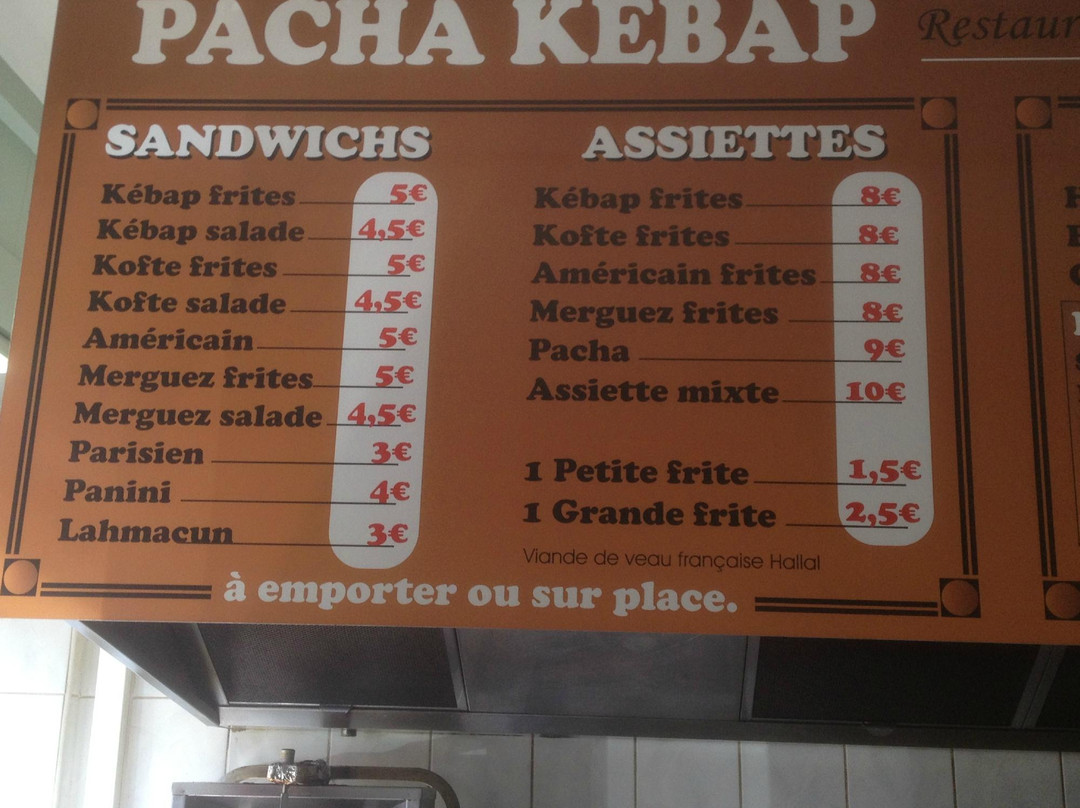 PACHA KEBAP
Restaur
SANDWICHS
Kébap frites 5€
Kébap salade 4,5€
Kofte frites 5€
Kofte salade 4,5€
Américain 5€
Merguez frites 5€
Merguez salade 4,5€
Parisien 3€
Panini 4€
Lahmacun 3€
ASSIETTES
Kébap frites 8€
Kofte frites 8€
Américain frites 8€
Merguez frites 8€
Pacha 9€
Assiette mixte 10€
1 Petite frite 1,5€
1 Grande frite 2,5€
Viande de veau française Hallal
à emporter ou sur place.